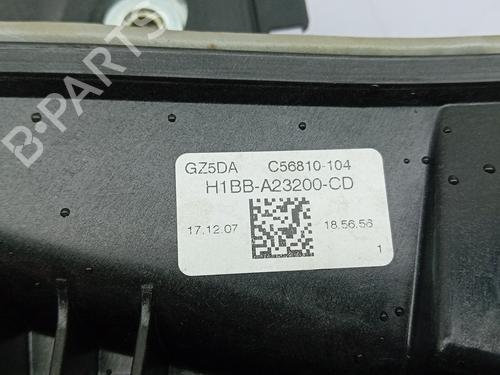 B-PARTS
GZ5DA C56810-104
H1BB-A23200-CD
17.12.07 18.56.56
1